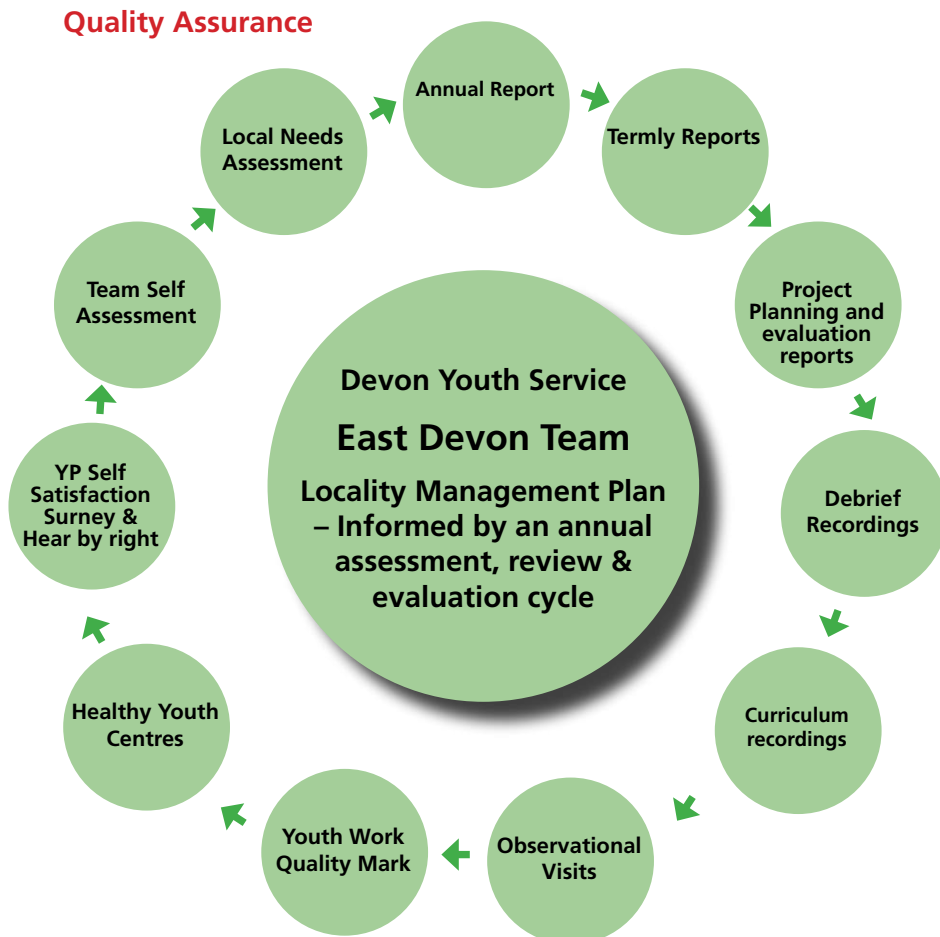 Quality Assurance
Annual Report
Termly Reports
Project
Planning and
evaluation
reports
Debrief
Recordings
Curriculum
recordings
Observational
Visits
Youth Work
Quality Mark
Healthy Youth
Centres
YP Self
Satisfaction
Surney &
Hear by right
Team Self
Assessment
Local Needs
Assessment
Devon Youth Service
East Devon Team
Locality Management Plan
– Informed by an annual
assessment, review &
evaluation cycle